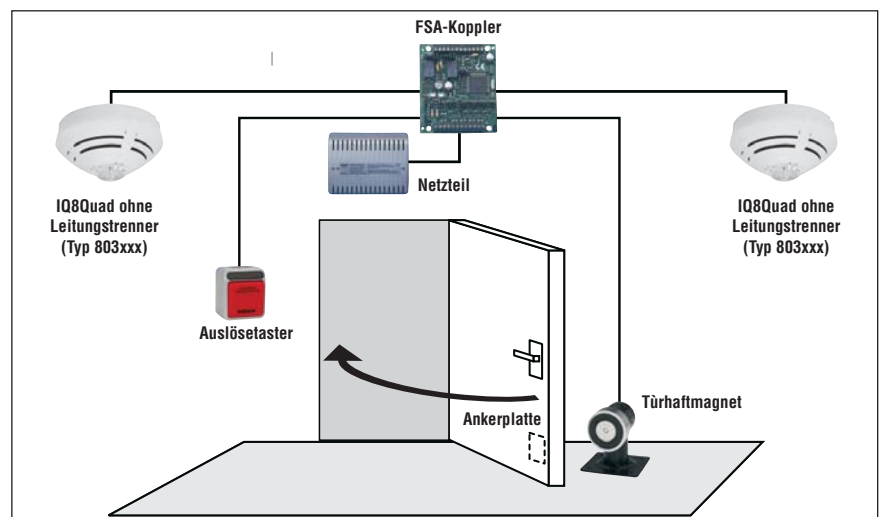 FSA-Koppler
Netzteil
IQ8Quad ohne
Leitungstrenner
(Typ 803xxx)
IQ8Quad ohne
Leitungstrenner
(Typ 803xxx)
Auslösetaster
Ankerplatte
Tùrhaftmagnet